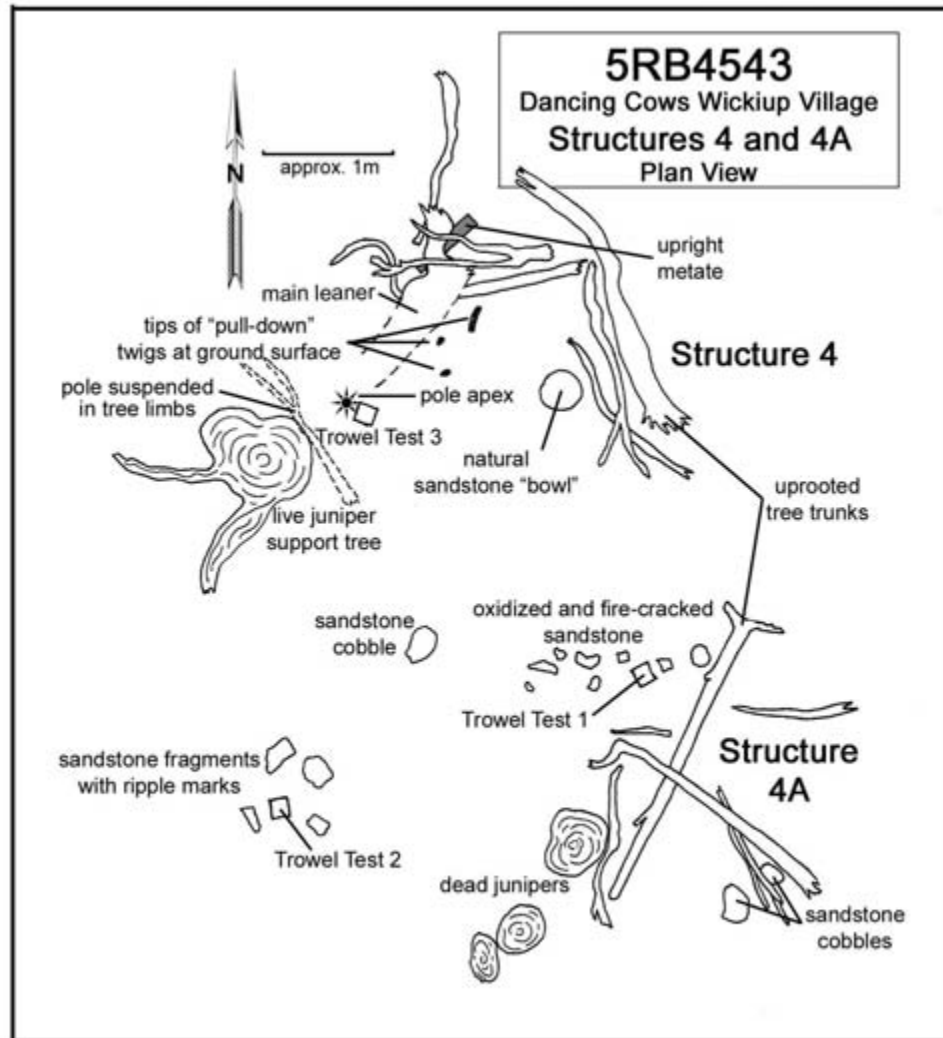 5RB4543
Dancing Cows Wickiup Village
Structures 4 and 4A
Plan View
N
approx. 1m
upright
metate
main leaner
tips of “pull-down”
twigs at ground surface
Structure 4
pole suspended
in tree limbs
pole apex
Trowel Test 3
natural
sandstone “bowl”
uprooted
tree trunks
live juniper
support tree
sandstone
cobble
oxidized and fire-cracked
sandstone
Trowel Test 1
sandstone fragments
with ripple marks
Structure
4A
Trowel Test 2
dead junipers
sandstone
cobbles